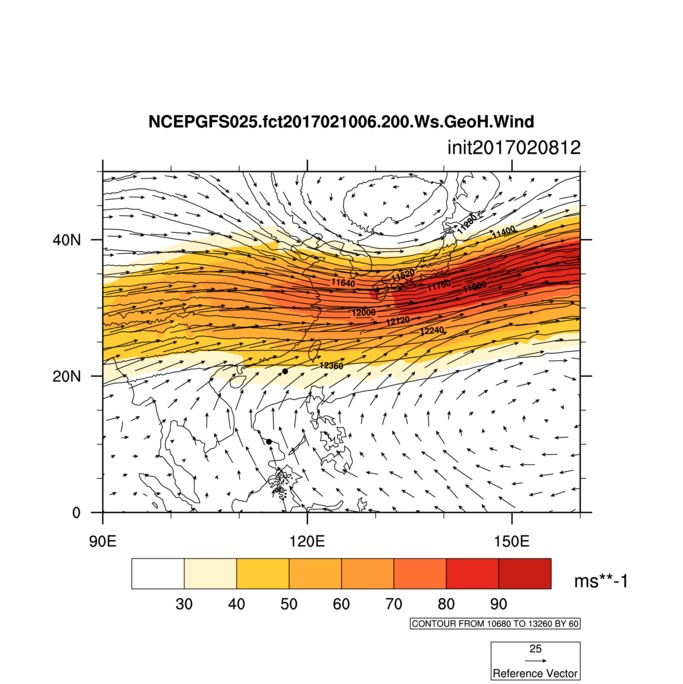 NCEPGFS025.fct2017021006.200.Ws.GeoH.Wind
init2017020812
40N
20N
0
90E 120E 150E
11280
11400
11520
11640
11760
11880
12000
12120
12240
12360
30 40 50 60 70 80 90
ms**-1
CONTOUR FROM 10680 TO 13260 BY 60
25
Reference Vector